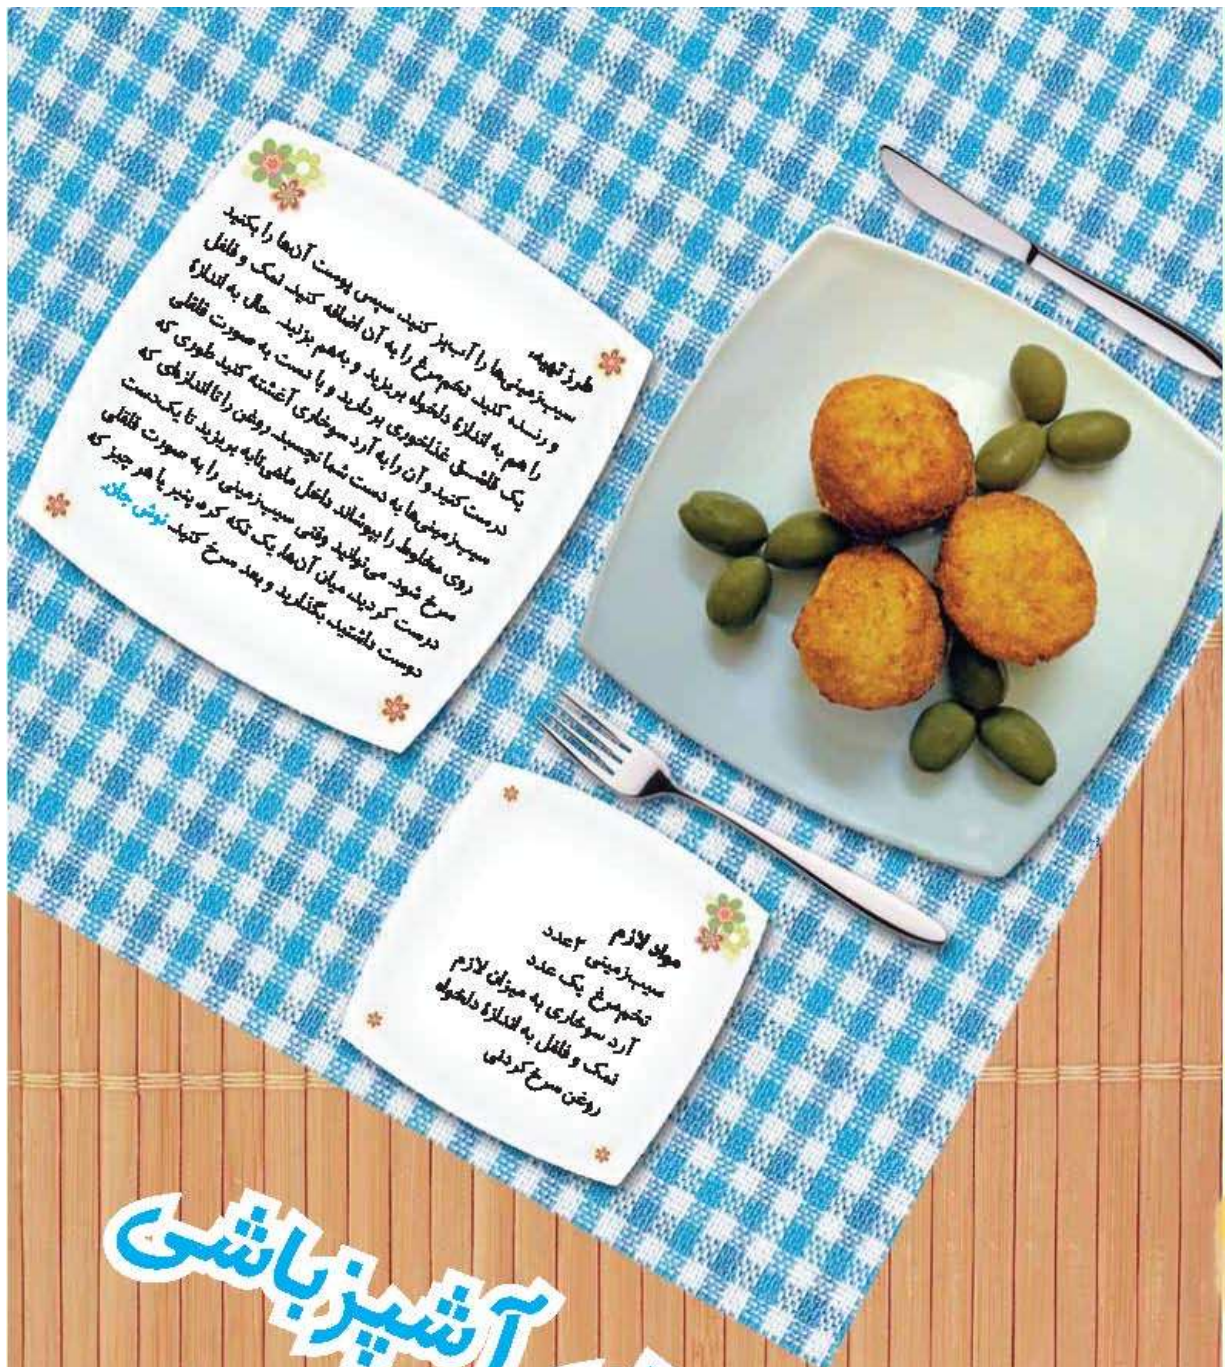 طرز تهیه:
سیب‌زمینی‌ها را آب‌پز کنید، سپس پوست آن‌ها را بکنید
و رنده کنید. تخم‌مرغ را به آن اضافه کنید. نمک و فلفل
را هم به اندازهٔ دلخواه بریزید و به‌هم بزنید. حال به اندازهٔ
یک قاشق غذاخوری بردارید و با دست به صورت قلقلی
درست کنید و آن را به آرد سوخاری آغشته کنید طوری که
سیب‌زمینی‌ها به دست شما نچسبد. روغن را تا اندازه‌ای که
روی مخلوط را بپوشاند داخل ماهی‌تابه بریزید تا یک‌دست
سرخ شود. می‌توانید وقتی سیب‌زمینی را به صورت قلقلی
درست کردید، میان آن‌ها، یک تکه کره، پنیر یا هر چیز که
دوست داشتید، بگذارید و بعد سرخ کنید. نوش جان.
مواد لازم
سیب‌زمینی ۲عدد
تخم‌مرغ یک عدد
آرد سوخاری به میزان لازم
نمک و فلفل به اندازهٔ دلخواه
روغن سرخ کردنی
آشپزباشی